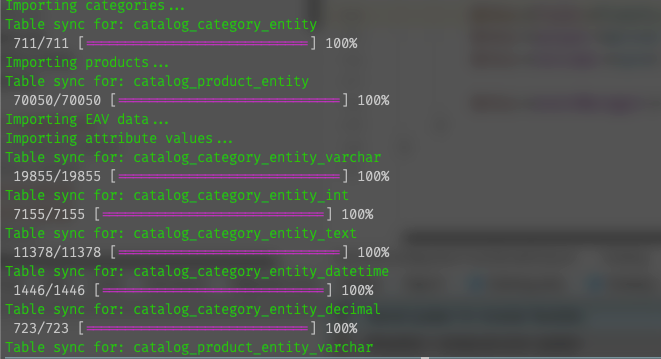 Importing categories...
Table sync for: catalog_category_entity
711/711 [============================] 100%
Importing products...
Table sync for: catalog_product_entity
70050/70050 [============================] 100%
Importing EAV data...
Importing attribute values...
Table sync for: catalog_category_entity_varchar
19855/19855 [============================] 100%
Table sync for: catalog_category_entity_int
7155/7155 [============================] 100%
Table sync for: catalog_category_entity_text
11378/11378 [============================] 100%
Table sync for: catalog_category_entity_datetime
1446/1446 [============================] 100%
Table sync for: catalog_category_entity_decimal
723/723 [============================] 100%
Table sync for: catalog_product_entity_varchar